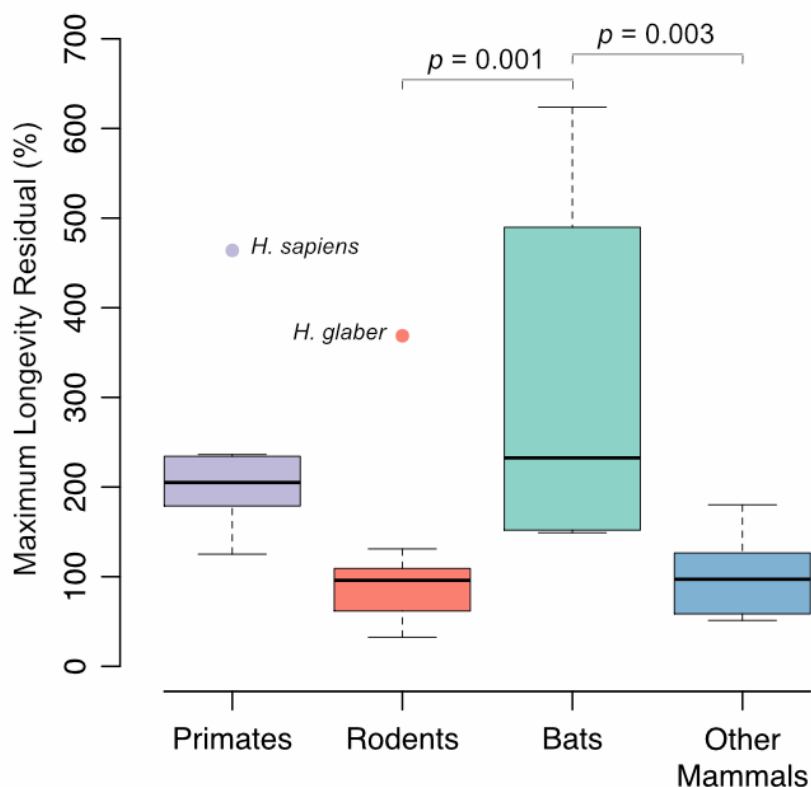 p = 0.003
p = 0.001
Maximum Longevity Residual (%)
700
600
500
400
300
200
100
0
H. sapiens
H. glaber
Primates
Rodents
Bats
Other
Mammals